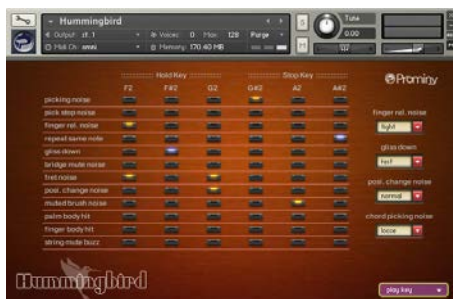 Hummingbird
Output: st. 1
Voices: 0 Max: 128 Purge
Midi Ch: omni
Memory: 170.40 MB
Tune
0.00
S
M
Prominy
Hold Key
Stop Key
F2 F#2 G2 G#2 A2 A#2
picking noise
pick stop noise
finger rel. noise
repeat same note
gliss down
bridge mute noise
fret noise
posi. change noise
muted brush noise
palm body hit
finger body hit
string mute buzz
finger rel. noise
tight
gliss down
fast
posi. change noise
normal
chord picking noise
loose
Hummingbird
play key